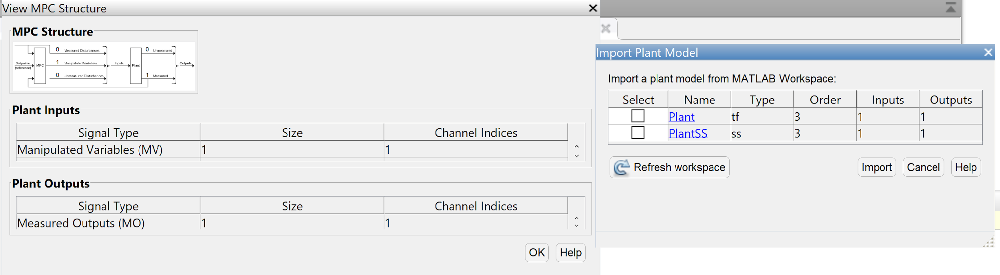 View MPC Structure
MPC Structure
0 Measured Disturbances
1 Manipulated Variables
0 Unmeasured Disturbances
Setpoints
(reference)
MPC
Inputs
Plant
0 Unmeasured
1 Measured
Outputs
Plant Inputs
Signal Type Size Channel Indices
Manipulated Variables (MV) 1 1
Plant Outputs
Signal Type Size Channel Indices
Measured Outputs (MO) 1 1
OK Help
Import Plant Model
Import a plant model from MATLAB Workspace:
Select Name Type Order Inputs Outputs
Plant tf 3 1 1
PlantSS ss 3 1 1
Refresh workspace Import Cancel Help